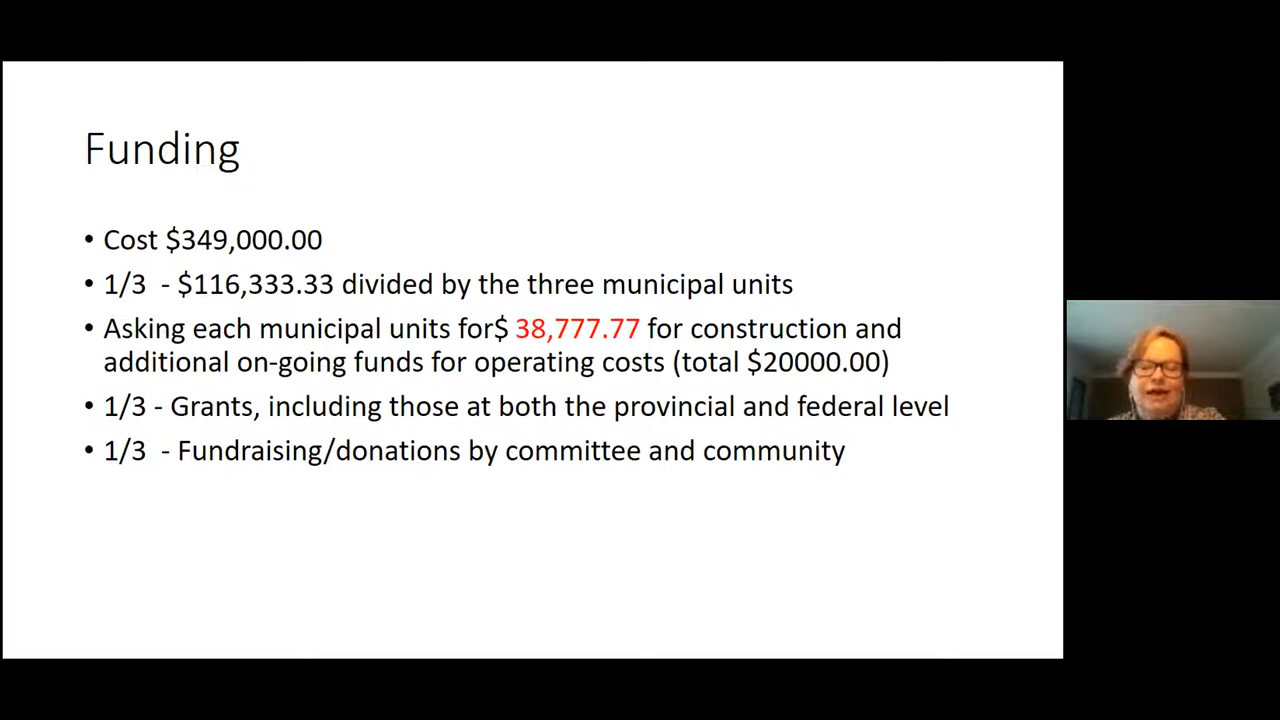 Funding
• Cost $349,000.00
• 1/3  - $116,333.33 divided by the three municipal units
• Asking each municipal units for$ 38,777.77 for construction and
additional on-going funds for operating costs (total $20000.00)
• 1/3 - Grants, including those at both the provincial and federal level
• 1/3  - Fundraising/donations by committee and community